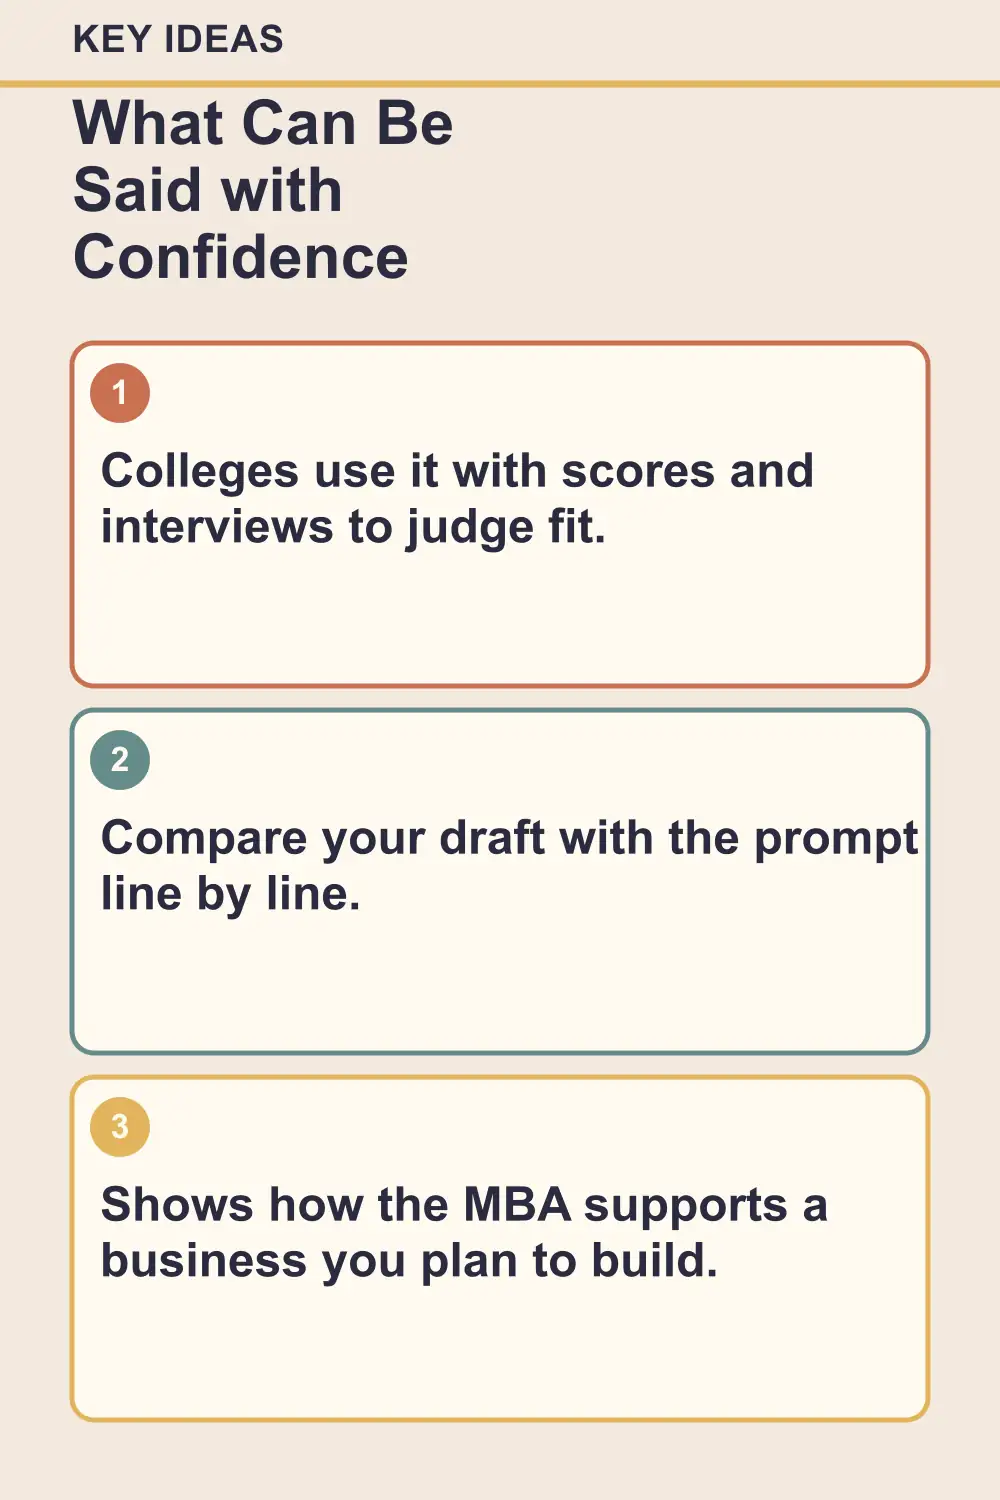 KEY IDEAS
What Can Be
Said with
Confidence
1
Colleges use it with scores and
interviews to judge fit.
2
Compare your draft with the prompt
line by line.
3
Shows how the MBA supports a
business you plan to build.